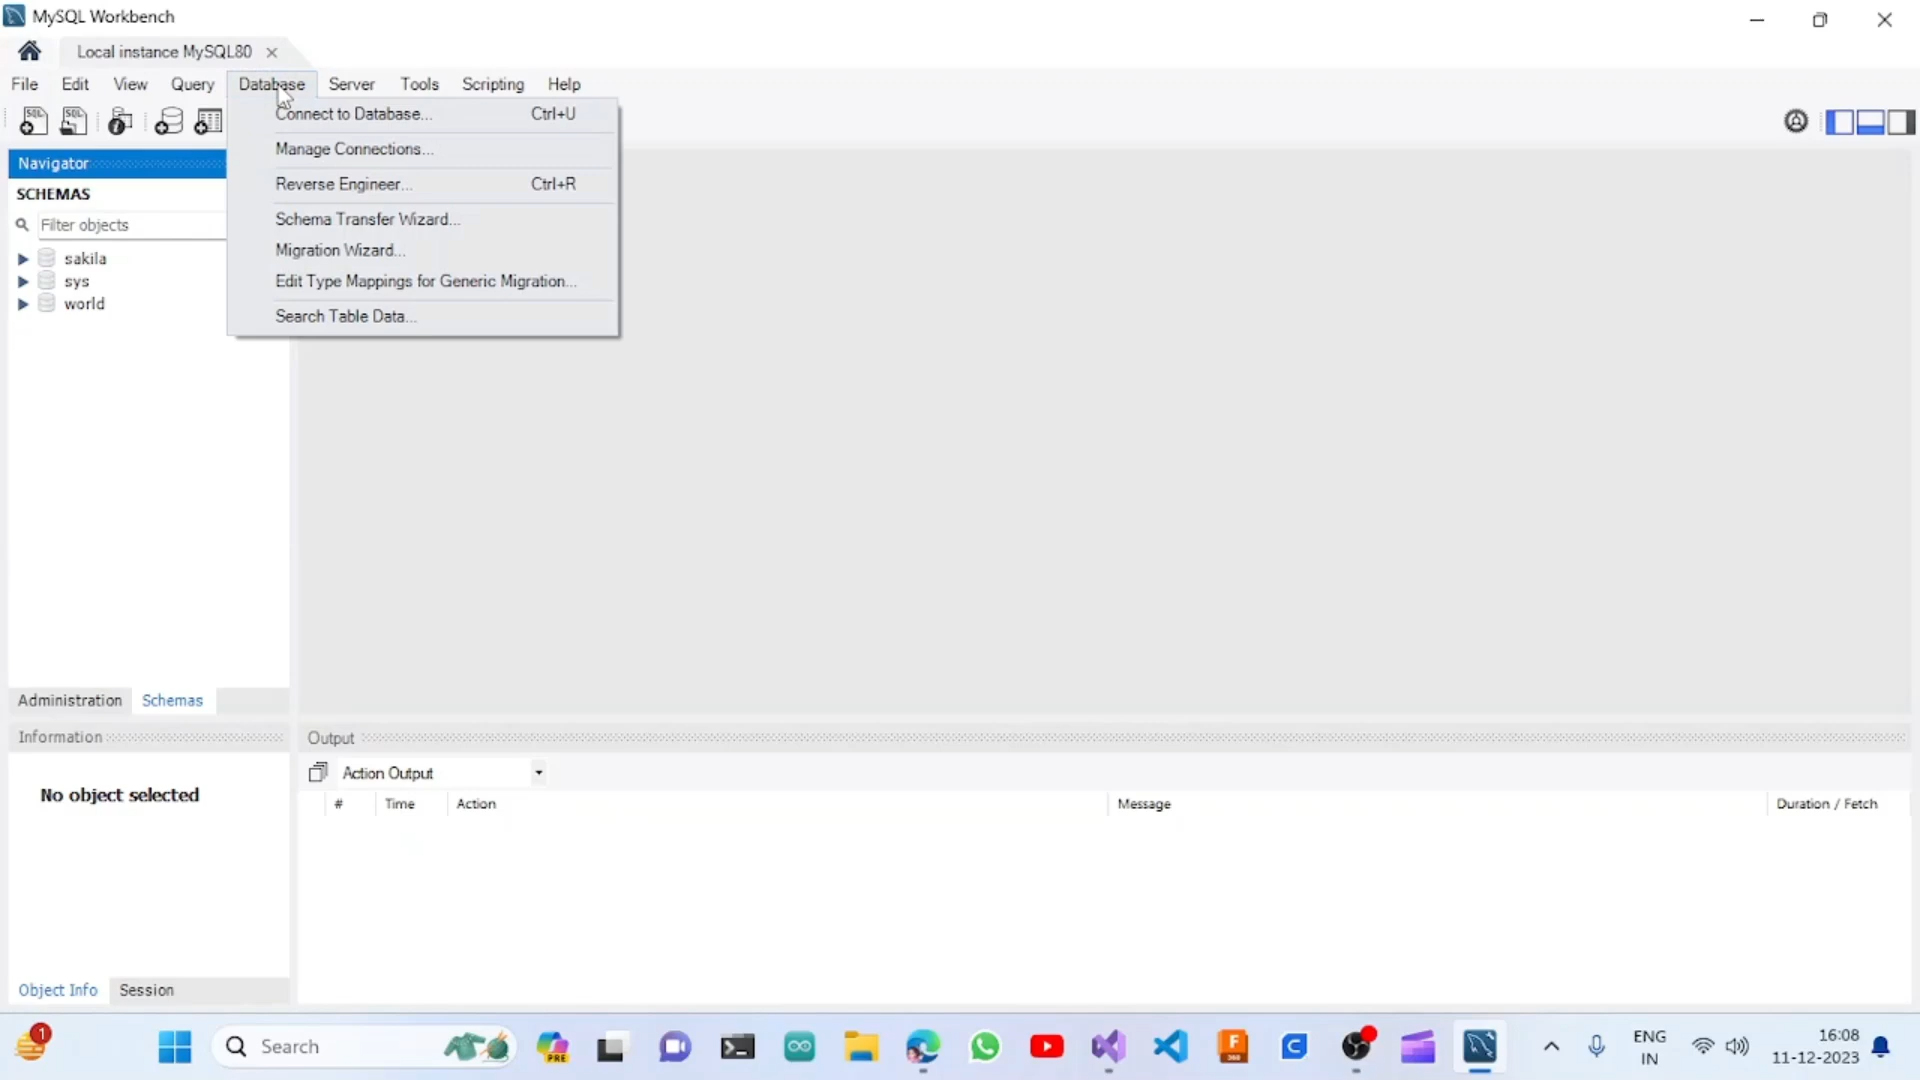 MySQL Workbench
Local instance MySQL80
File Edit View Query Database Server Tools Scripting Help
Connect to Database... Ctrl+U
Manage Connections...
Reverse Engineer... Ctrl+R
Schema Transfer Wizard...
Migration Wizard...
Edit Type Mappings for Generic Migration...
Search Table Data...
Navigator
SCHEMAS
Filter objects
sakila
sys
world
Administration Schemas
Information
No object selected
Object Info Session
Output
Action Output
# Time Action Message Duration / Fetch
1
Search
PRE
ENG
IN
16:08
11-12-2023